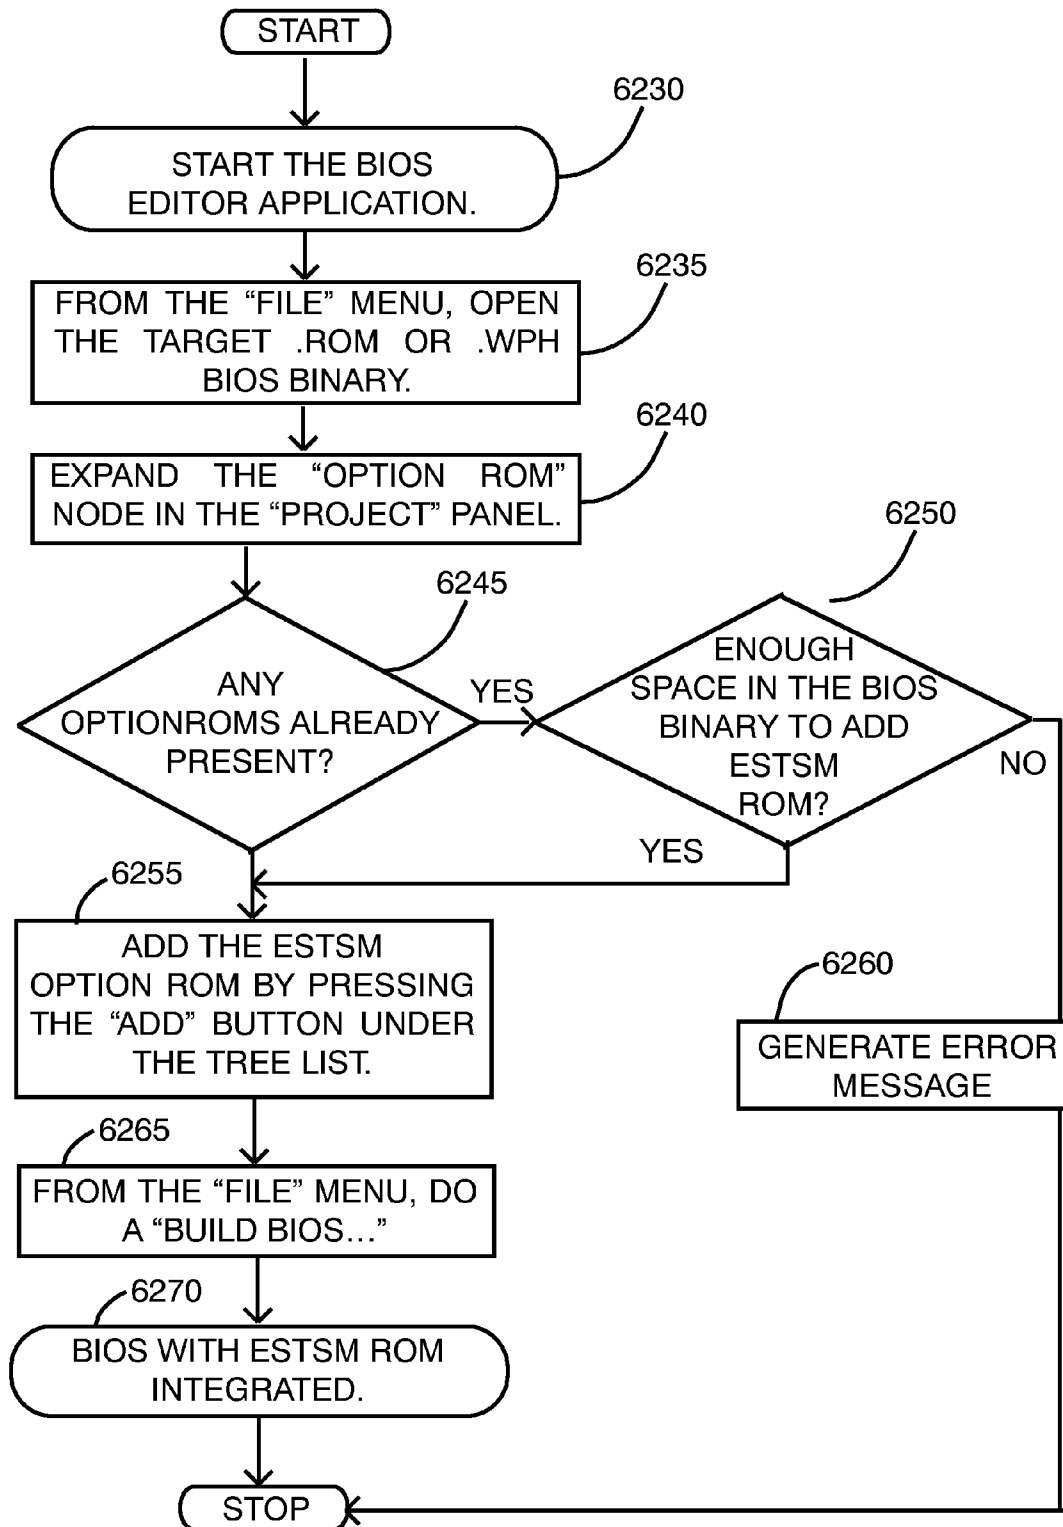 START
6230
START THE BIOS
EDITOR APPLICATION.
6235
FROM THE “FILE” MENU, OPEN
THE TARGET .ROM OR .WPH
BIOS BINARY.
6240
EXPAND THE “OPTION ROM”
NODE IN THE “PROJECT” PANEL.
6250
6245
ANY
OPTIONROMS ALREADY
PRESENT?
YES
ENOUGH
SPACE IN THE BIOS
BINARY TO ADD
ESTSM
ROM?
NO
YES
6255
ADD THE ESTSM
OPTION ROM BY PRESSING
THE “ADD” BUTTON UNDER
THE TREE LIST.
6260
GENERATE ERROR
MESSAGE
6265
FROM THE “FILE” MENU, DO
A “BUILD BIOS...”
6270
BIOS WITH ESTSM ROM
INTEGRATED.
STOP